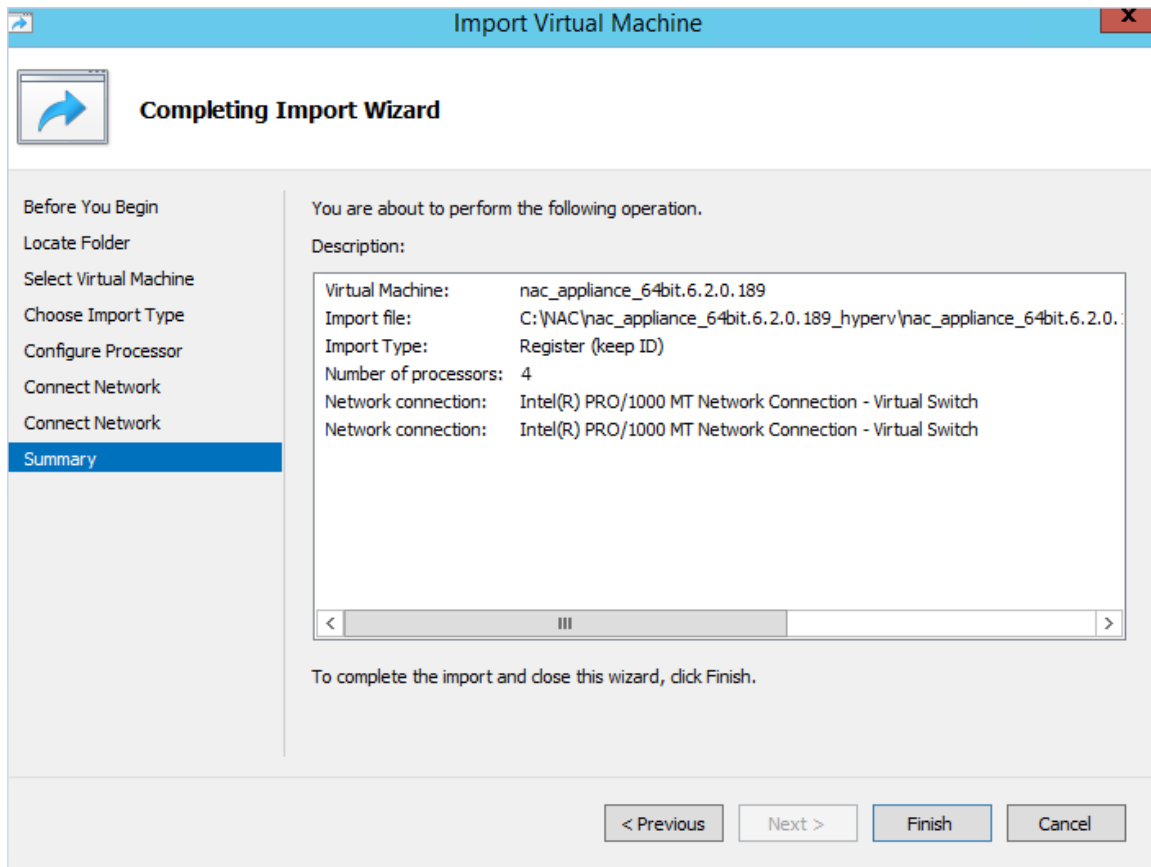 Import Virtual Machine
x
Completing Import Wizard
Before You Begin
Locate Folder
Select Virtual Machine
Choose Import Type
Configure Processor
Connect Network
Connect Network
Summary
You are about to perform the following operation.
Description:
Virtual Machine: nac_appliance_64bit.6.2.0.189
Import file: C:\NAC\nac_appliance_64bit.6.2.0.189_hyperv\nac_appliance_64bit.6.2.0.
Import Type: Register (keep ID)
Number of processors: 4
Network connection: Intel(R) PRO/1000 MT Network Connection - Virtual Switch
Network connection: Intel(R) PRO/1000 MT Network Connection - Virtual Switch
To complete the import and close this wizard, click Finish.
< Previous
Next >
Finish
Cancel